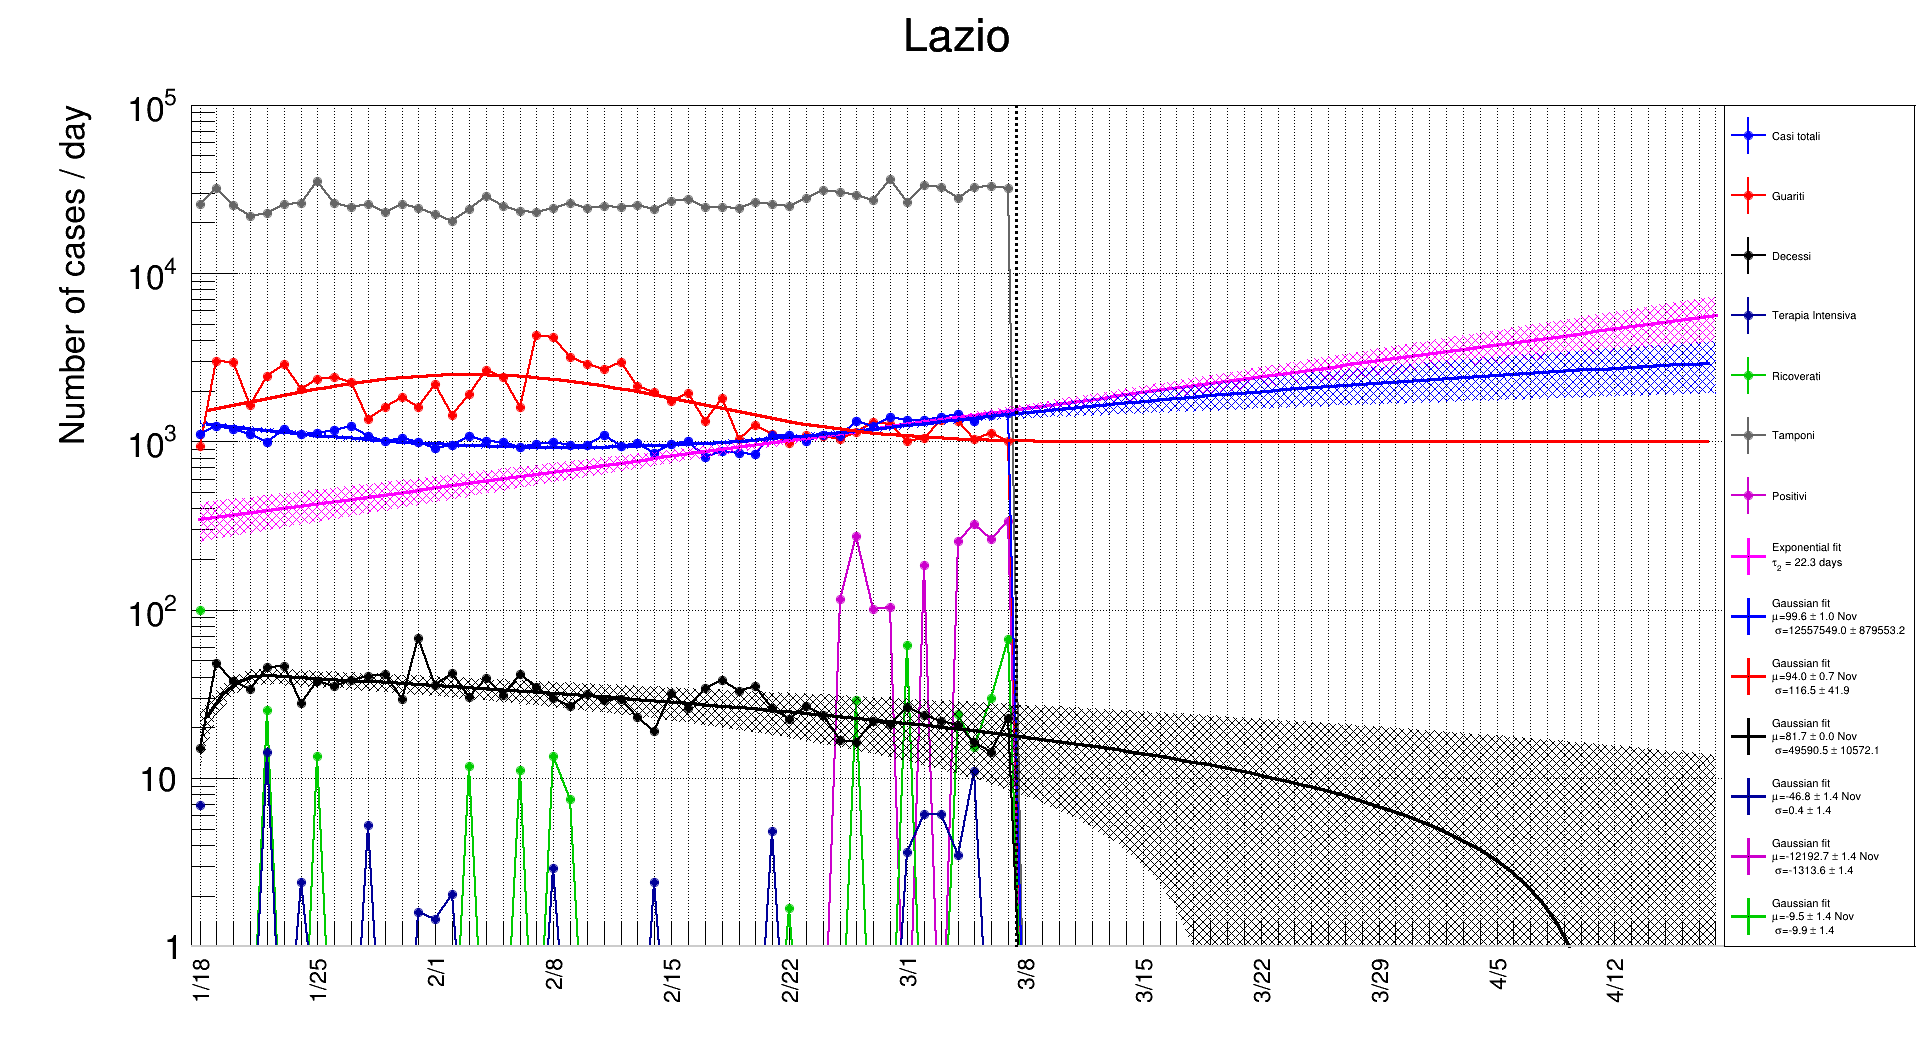 Lazio
Number of cases / day
10^5
10^4
10^3
10^2
10
1
1/18
1/25
2/1
2/8
2/15
2/22
3/1
3/8
3/15
3/22
3/29
4/5
4/12
Casi totali
Guariti
Decessi
Terapia Intensiva
Ricoverati
Tamponi
Positivi
Exponential fit
τ₂ = 22.3 days
Gaussian fit
μ=99.6 ± 1.0 Nov
σ=12557549.0 ± 879553.2
Gaussian fit
μ=94.0 ± 0.7 Nov
σ=116.5 ± 41.9
Gaussian fit
μ=81.7 ± 0.0 Nov
σ=49590.5 ± 10572.1
Gaussian fit
μ=-46.8 ± 1.4 Nov
σ=0.4 ± 1.4
Gaussian fit
μ=-12192.7 ± 1.4 Nov
σ=-1313.6 ± 1.4
Gaussian fit
μ=-9.5 ± 1.4 Nov
σ=-9.9 ± 1.4